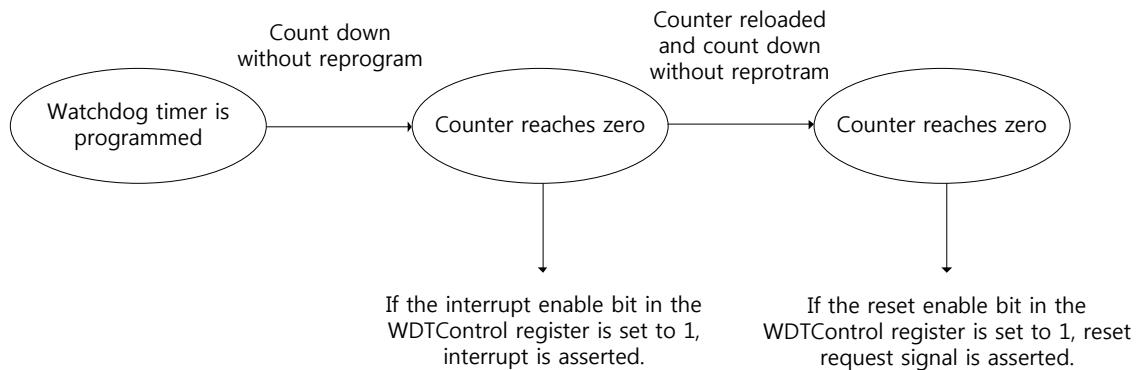 Count down
without reprogram
Counter reloaded
and count down
without reprotram
Watchdog timer is
programmed
Counter reaches zero
Counter reaches zero
If the interrupt enable bit in the
WDTControl register is set to 1,
interrupt is asserted.
If the reset enable bit in the
WDTControl register is set to 1, reset
request signal is asserted.